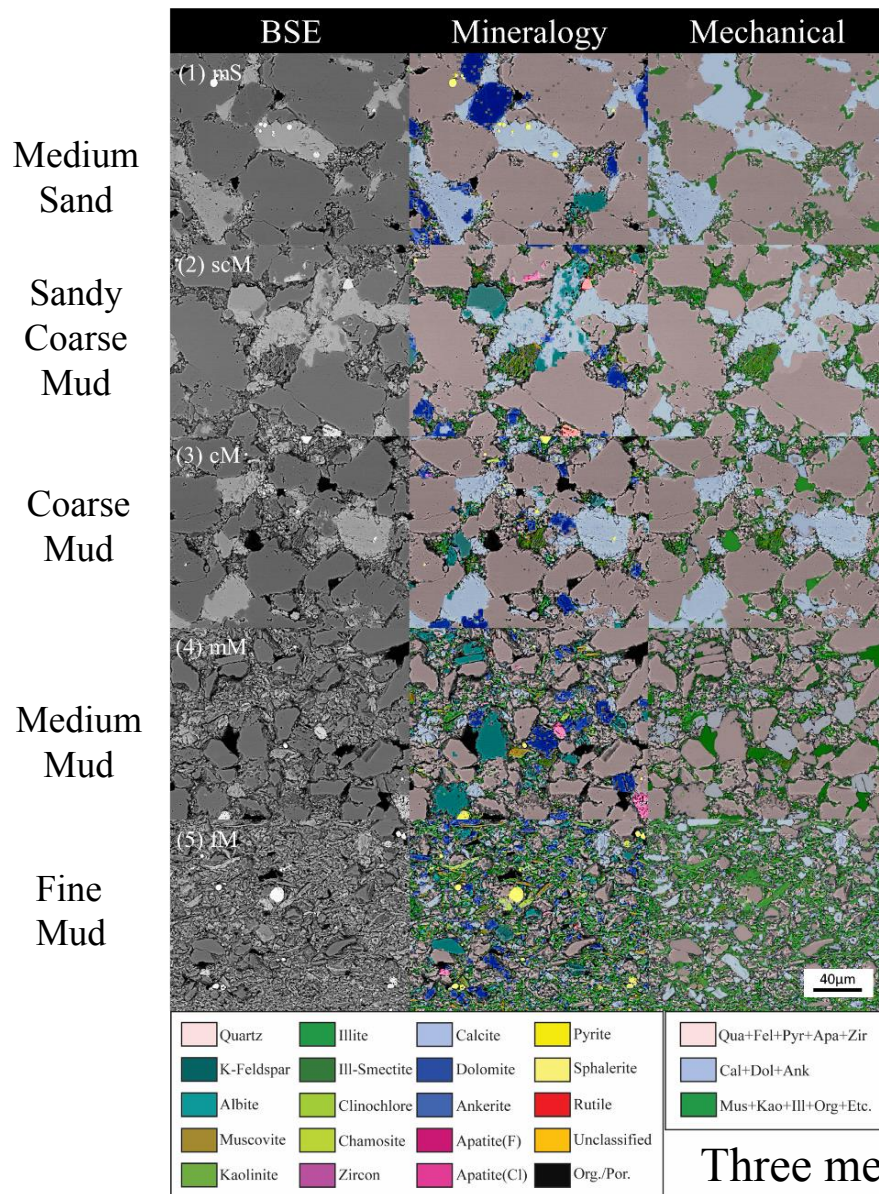 BSE Mineralogy Mechanical
(1) mS
Medium
Sand
(2) scM
Sandy
Coarse
Mud
(3) cM
Coarse
Mud
(4) mM
Medium
Mud
(5) fM
Fine
Mud
40μm
Quartz Illite Calcite Pyrite
K-Feldspar Ill-Smectite Dolomite Sphalerite
Albite Clinochlore Ankerite Rutile
Muscovite Chamosite Apatite(F) Unclassified
Kaolinite Zircon Apatite(Cl) Org./Por.
Qua+Fel+Pyr+Apa+Zir
Cal+Dol+Ank
Mus+Kao+Ill+Org+Etc.
Three me